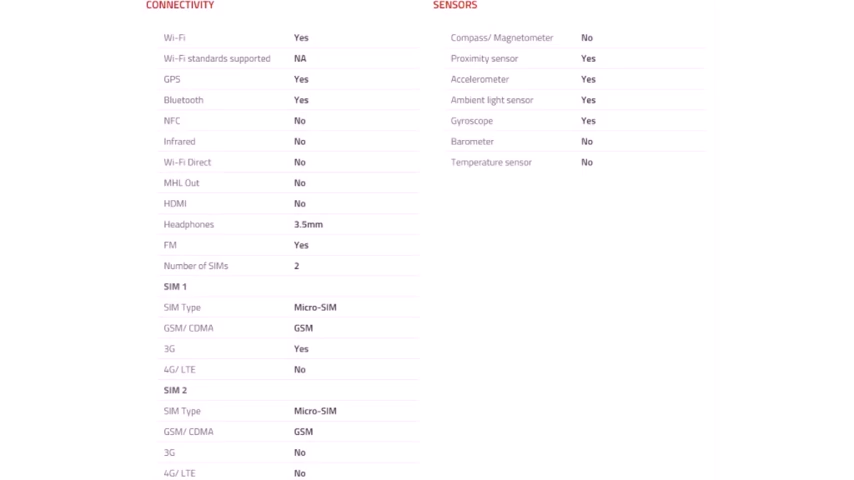 CONNECTIVITY
Wi-Fi Yes
Wi-Fi standards supported NA
GPS Yes
Bluetooth Yes
NFC No
Infrared No
Wi-Fi Direct No
MHL Out No
HDMI No
Headphones 3.5mm
FM Yes
Number of SIMs 2
SIM 1
SIM Type Micro-SIM
GSM/ CDMA GSM
3G Yes
4G/ LTE No
SIM 2
SIM Type Micro-SIM
GSM/ CDMA GSM
3G No
4G/ LTE No
SENSORS
Compass/ Magnetometer No
Proximity sensor Yes
Accelerometer Yes
Ambient light sensor Yes
Gyroscope Yes
Barometer No
Temperature sensor No